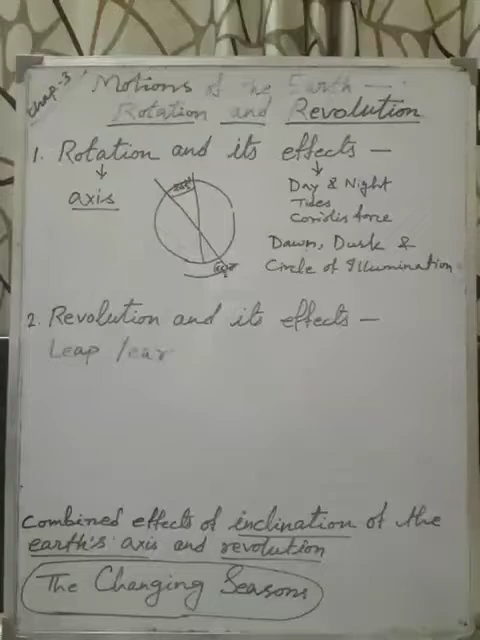 Chap:3 Motions of the Earth —
Rotation and Revolution
1. Rotation and its effects —
axis
Day & Night
Tides
Coriolis force
Dawn, Dusk &
Circle of Illumination
2. Revolution and its effects —
Leap Year
Combined effects of inclination of the
earth's axis and revolution
The Changing Seasons